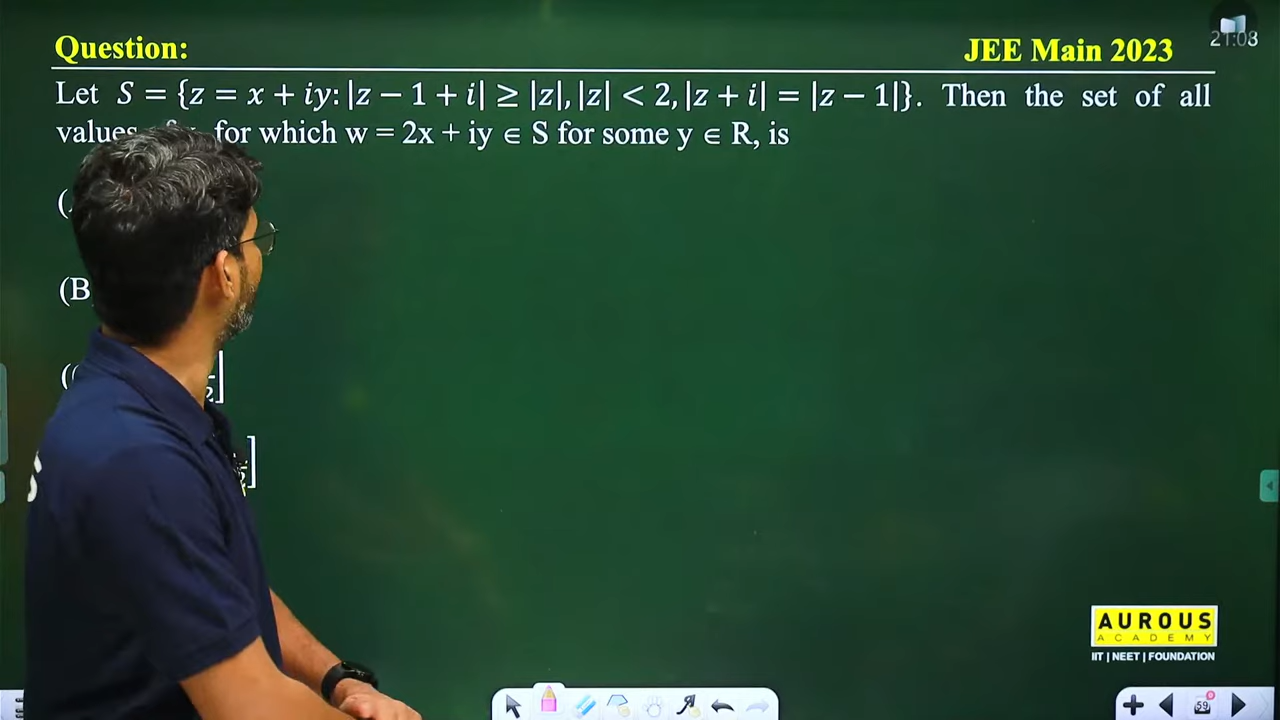 Question:
JEE Main 2023
21:08
Let S = {z = x + iy: |z − 1 + i| ≥ |z|, |z| < 2, |z + i| = |z − 1|}. Then the set of all
values for which w = 2x + iy ∈ S for some y ∈ R, is
(B
2]
]
S
AUROUS
ACADEMY
IIT | NEET | FOUNDATION
59